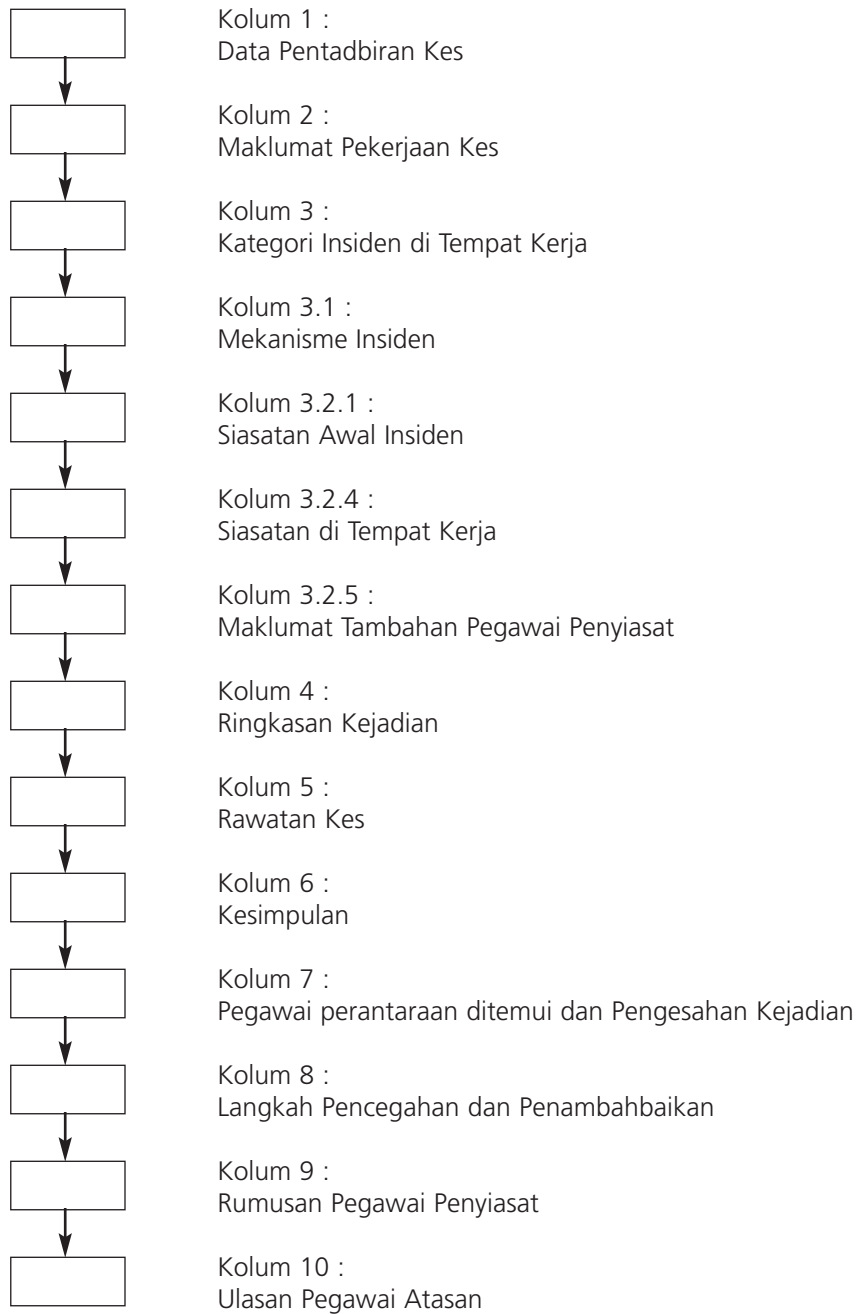 Kolum 1 :
Data Pentadbiran Kes
Kolum 2 :
Maklumat Pekerjaan Kes
Kolum 3 :
Kategori Insiden di Tempat Kerja
Kolum 3.1 :
Mekanisme Insiden
Kolum 3.2.1 :
Siasatan Awal Insiden
Kolum 3.2.4 :
Siasatan di Tempat Kerja
Kolum 3.2.5 :
Maklumat Tambahan Pegawai Penyiasat
Kolum 4 :
Ringkasan Kejadian
Kolum 5 :
Rawatan Kes
Kolum 6 :
Kesimpulan
Kolum 7 :
Pegawai perantaraan ditemui dan Pengesahan Kejadian
Kolum 8 :
Langkah Pencegahan dan Penambahbaikan
Kolum 9 :
Rumusan Pegawai Penyiasat
Kolum 10 :
Ulasan Pegawai Atasan